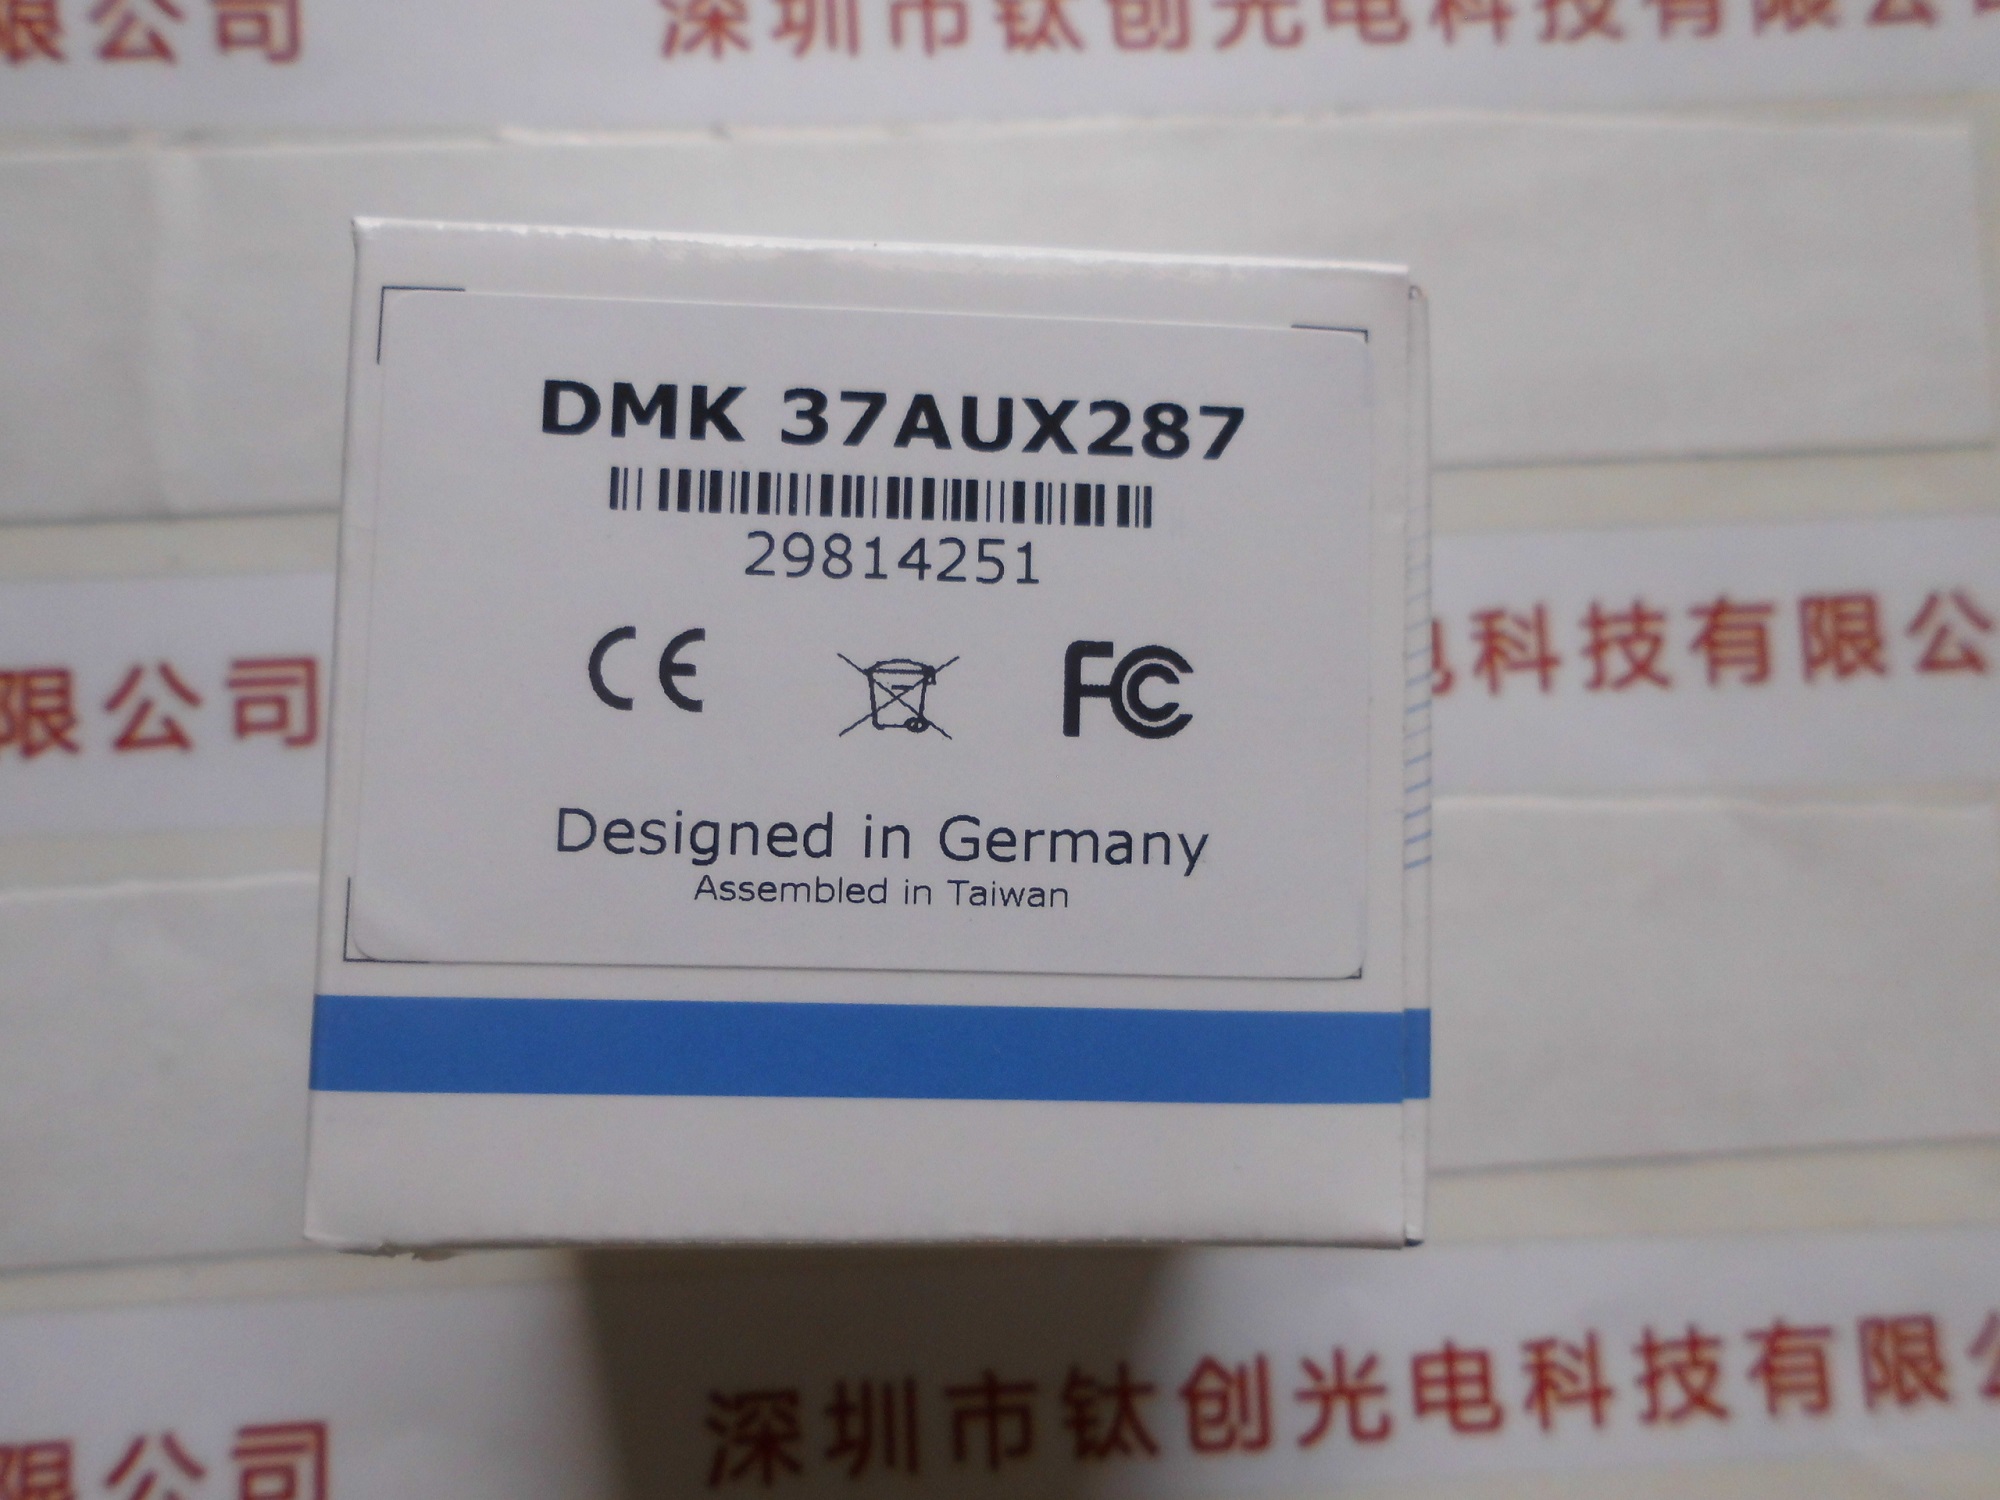 限公司
深圳市钛创光电科技有限公司
DMK 37AUX287
29814251
CE
FC
Designed in Germany
Assembled in Taiwan
限公司
电科技有限公
限公司
深圳市钛创光电科技有限公